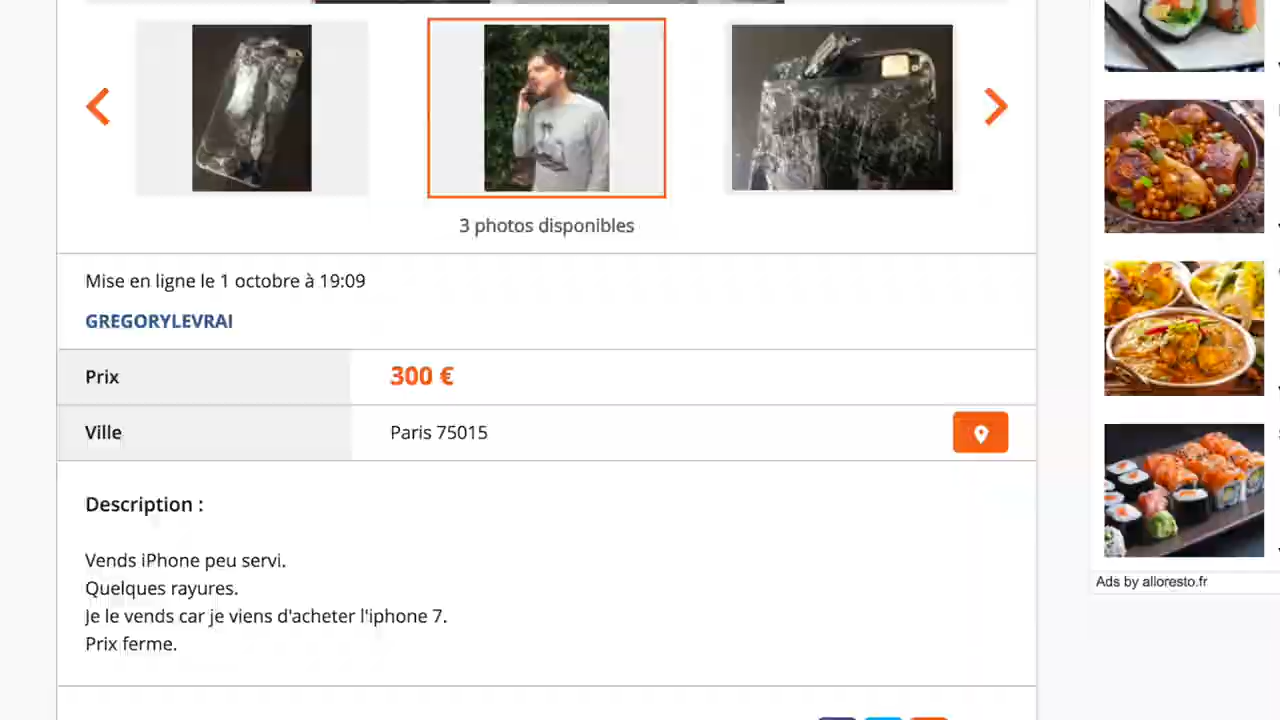 3 photos disponibles
Mise en ligne le 1 octobre à 19:09
GREGORYLEVRAI
Prix
300 €
Ville
Paris 75015
Description :
Vends iPhone peu servi.
Quelques rayures.
Je le vends car je viens d'acheter l'iphone 7.
Prix ferme.
Ads by alloresto.fr